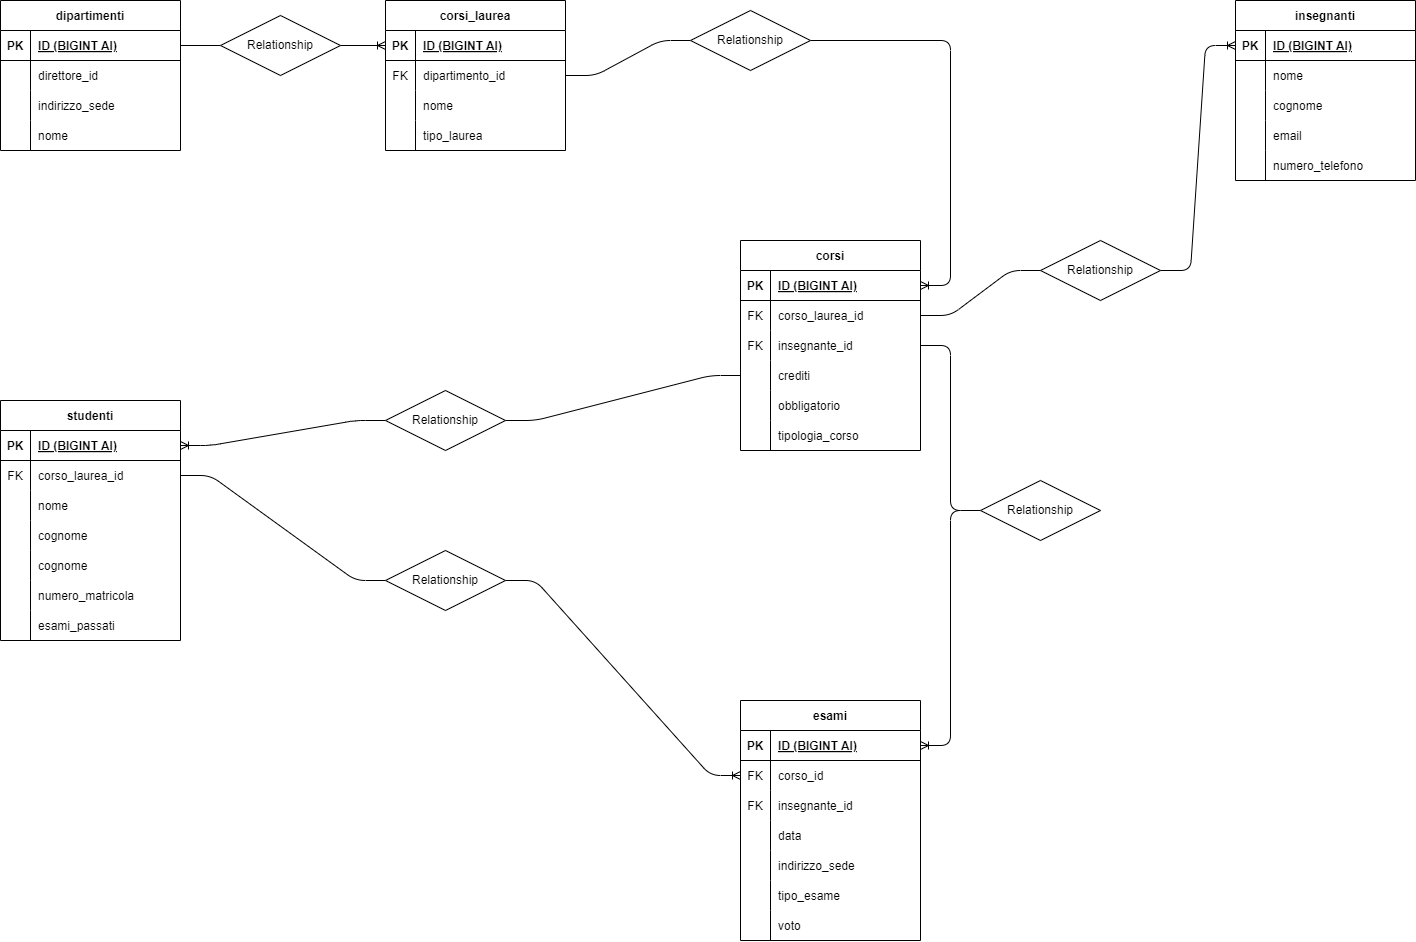 dipartimenti
PK ID (BIGINT AI)
direttore_id
indirizzo_sede
nome
Relationship
corsi_laurea
PK ID (BIGINT AI)
FK dipartimento_id
nome
tipo_laurea
Relationship
insegnanti
PK ID (BIGINT AI)
nome
cognome
email
numero_telefono
corsi
PK ID (BIGINT AI)
FK corso_laurea_id
FK insegnante_id
crediti
obbligatorio
tipologia_corso
Relationship
studenti
PK ID (BIGINT AI)
FK corso_laurea_id
nome
cognome
cognome
numero_matricola
esami_passati
Relationship
Relationship
Relationship
esami
PK ID (BIGINT AI)
FK corso_id
FK insegnante_id
data
indirizzo_sede
tipo_esame
voto